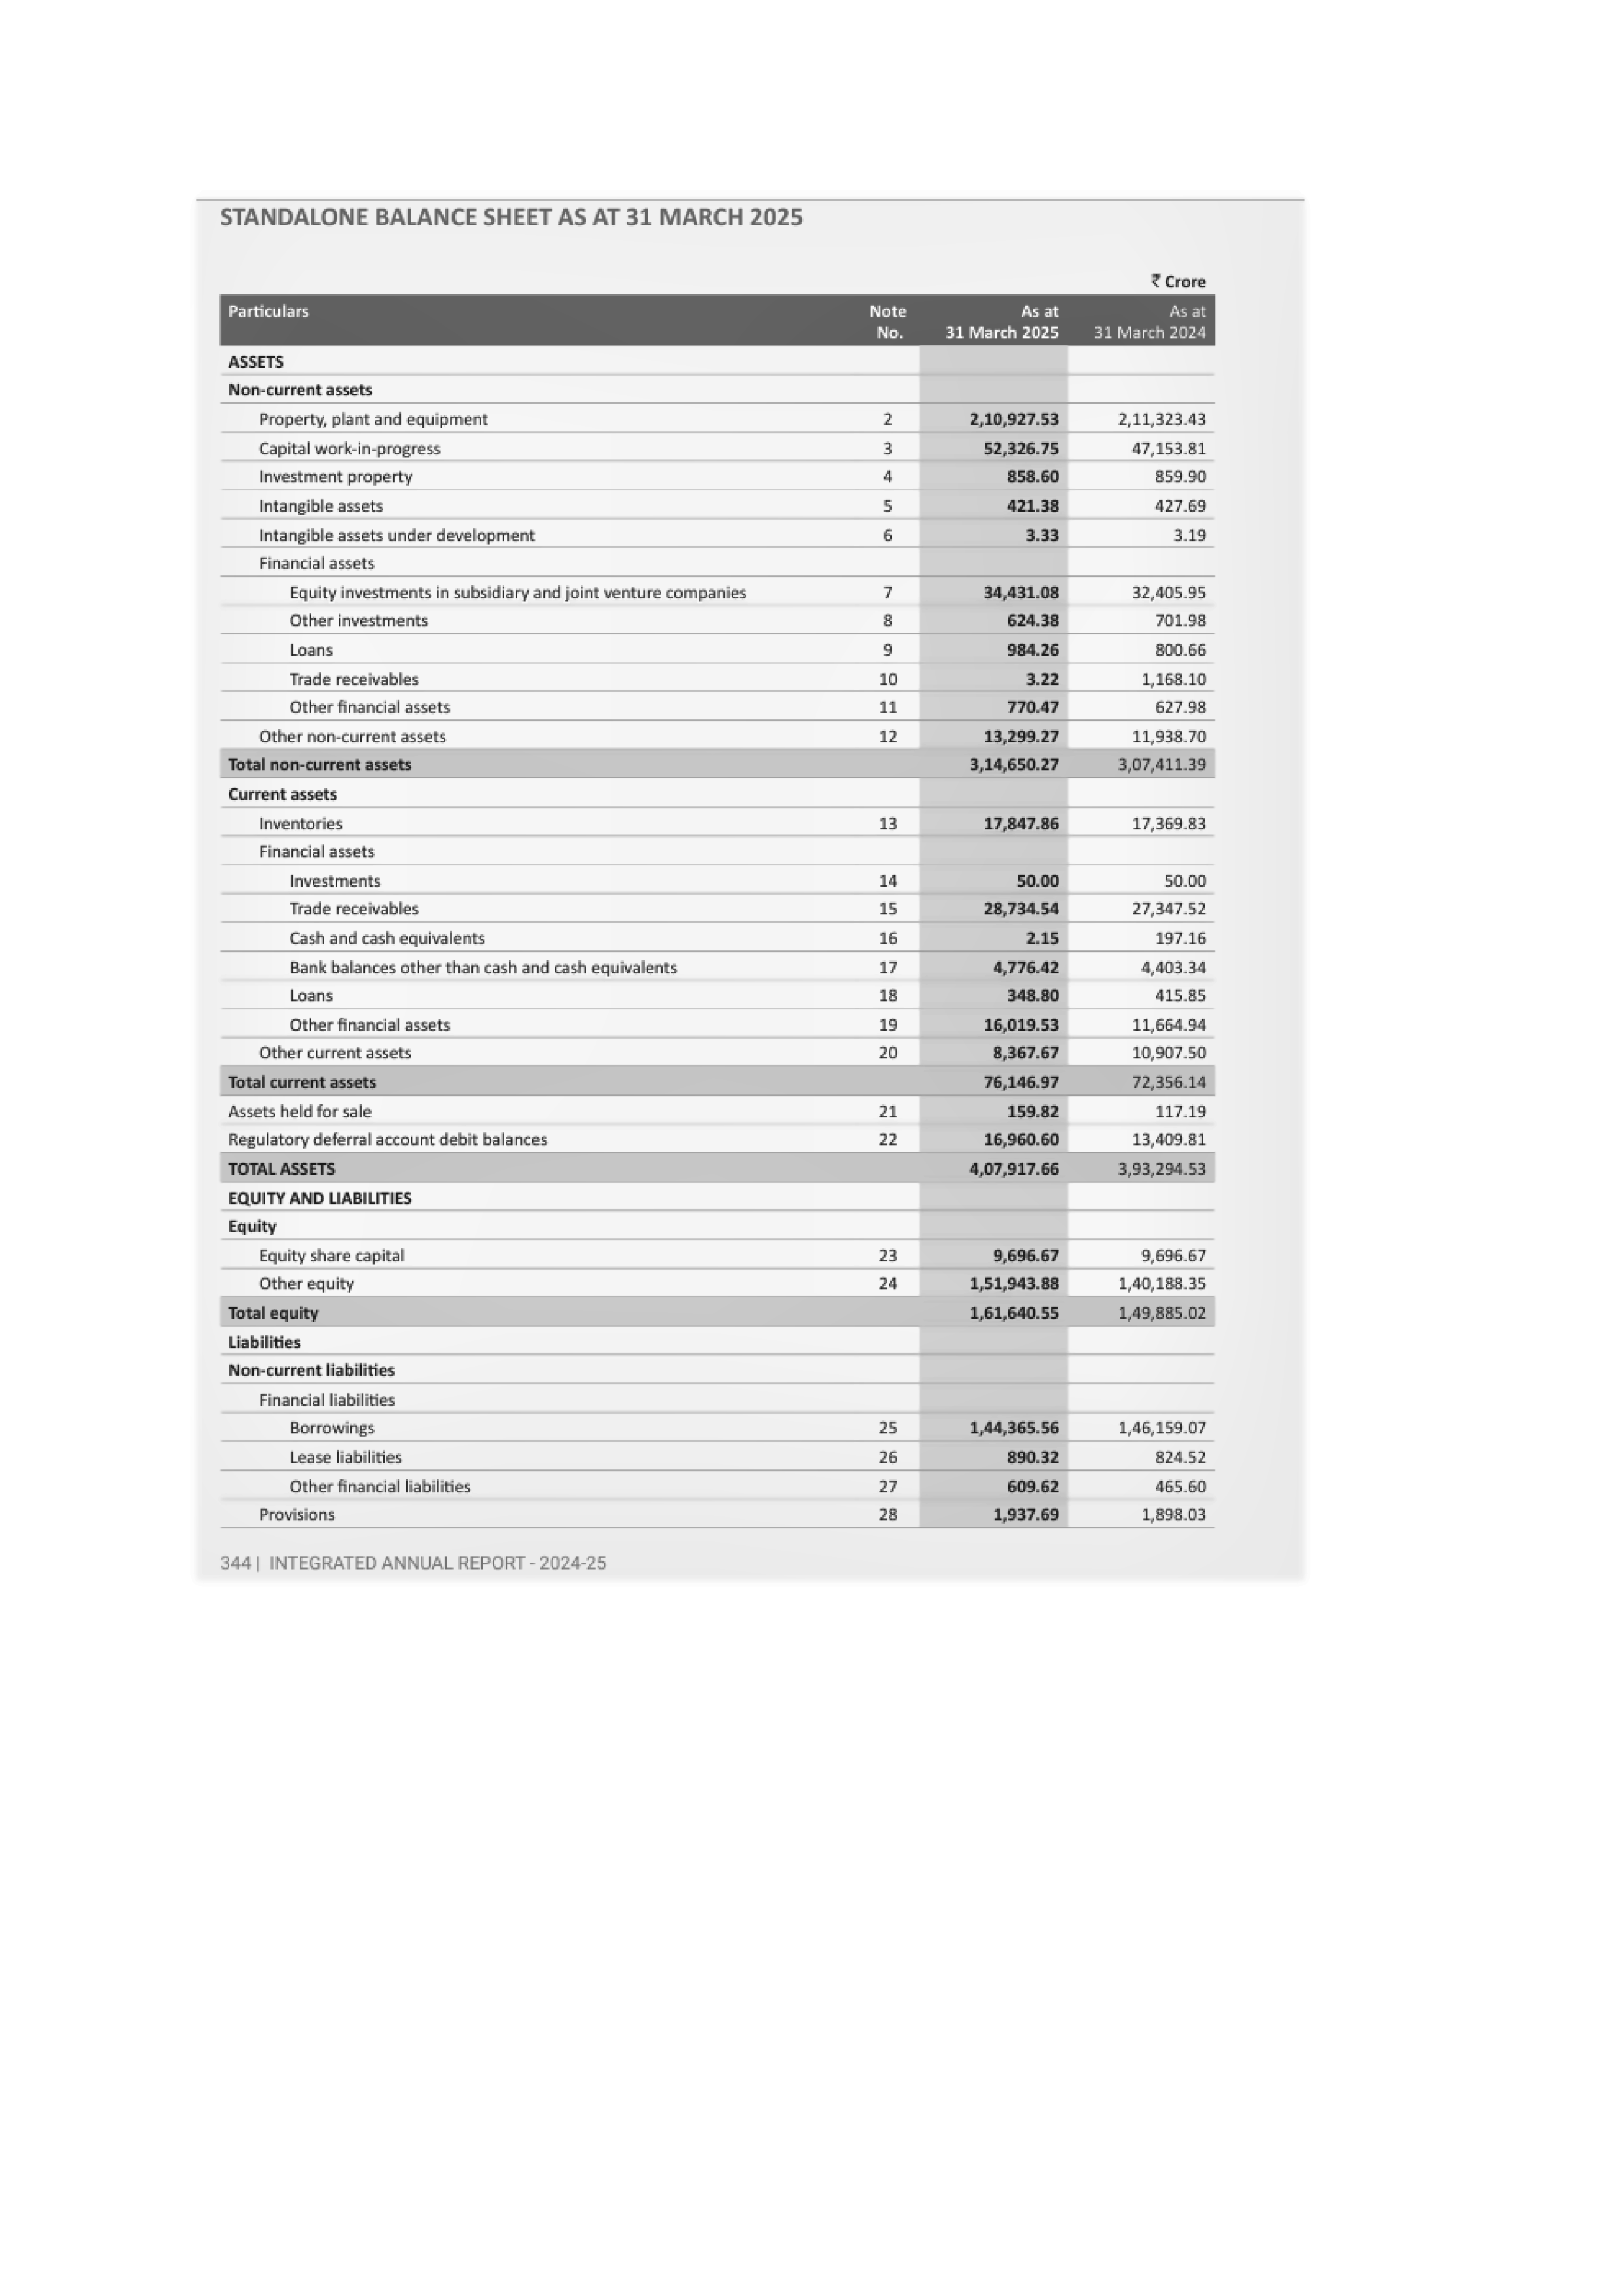 STANDALONE BALANCE SHEET AS AT 31 MARCH 2025
₹ Crore
Particulars Note No. As at 31 March 2025 As at 31 March 2024
ASSETS
Non-current assets
Property, plant and equipment 2 2,10,927.53 2,11,323.43
Capital work-in-progress 3 52,326.75 47,153.81
Investment property 4 858.60 859.90
Intangible assets 5 421.38 427.69
Intangible assets under development 6 3.33 3.19
Financial assets
Equity investments in subsidiary and joint venture companies 7 34,431.08 32,405.95
Other investments 8 624.38 701.98
Loans 9 984.26 800.66
Trade receivables 10 3.22 1,168.10
Other financial assets 11 770.47 627.98
Other non-current assets 12 13,299.27 11,938.70
Total non-current assets 3,14,650.27 3,07,411.39
Current assets
Inventories 13 17,847.86 17,369.83
Financial assets
Investments 14 50.00 50.00
Trade receivables 15 28,734.54 27,347.52
Cash and cash equivalents 16 2.15 197.16
Bank balances other than cash and cash equivalents 17 4,776.42 4,403.34
Loans 18 348.80 415.85
Other financial assets 19 16,019.53 11,664.94
Other current assets 20 8,367.67 10,907.50
Total current assets 76,146.97 72,356.14
Assets held for sale 21 159.82 117.19
Regulatory deferral account debit balances 22 16,960.60 13,409.81
TOTAL ASSETS 4,07,917.66 3,93,294.53
EQUITY AND LIABILITIES
Equity
Equity share capital 23 9,696.67 9,696.67
Other equity 24 1,51,943.88 1,40,188.35
Total equity 1,61,640.55 1,49,885.02
Liabilities
Non-current liabilities
Financial liabilities
Borrowings 25 1,44,365.56 1,46,159.07
Lease liabilities 26 890.32 824.52
Other financial liabilities 27 609.62 465.60
Provisions 28 1,937.69 1,898.03
344 | INTEGRATED ANNUAL REPORT - 2024-25